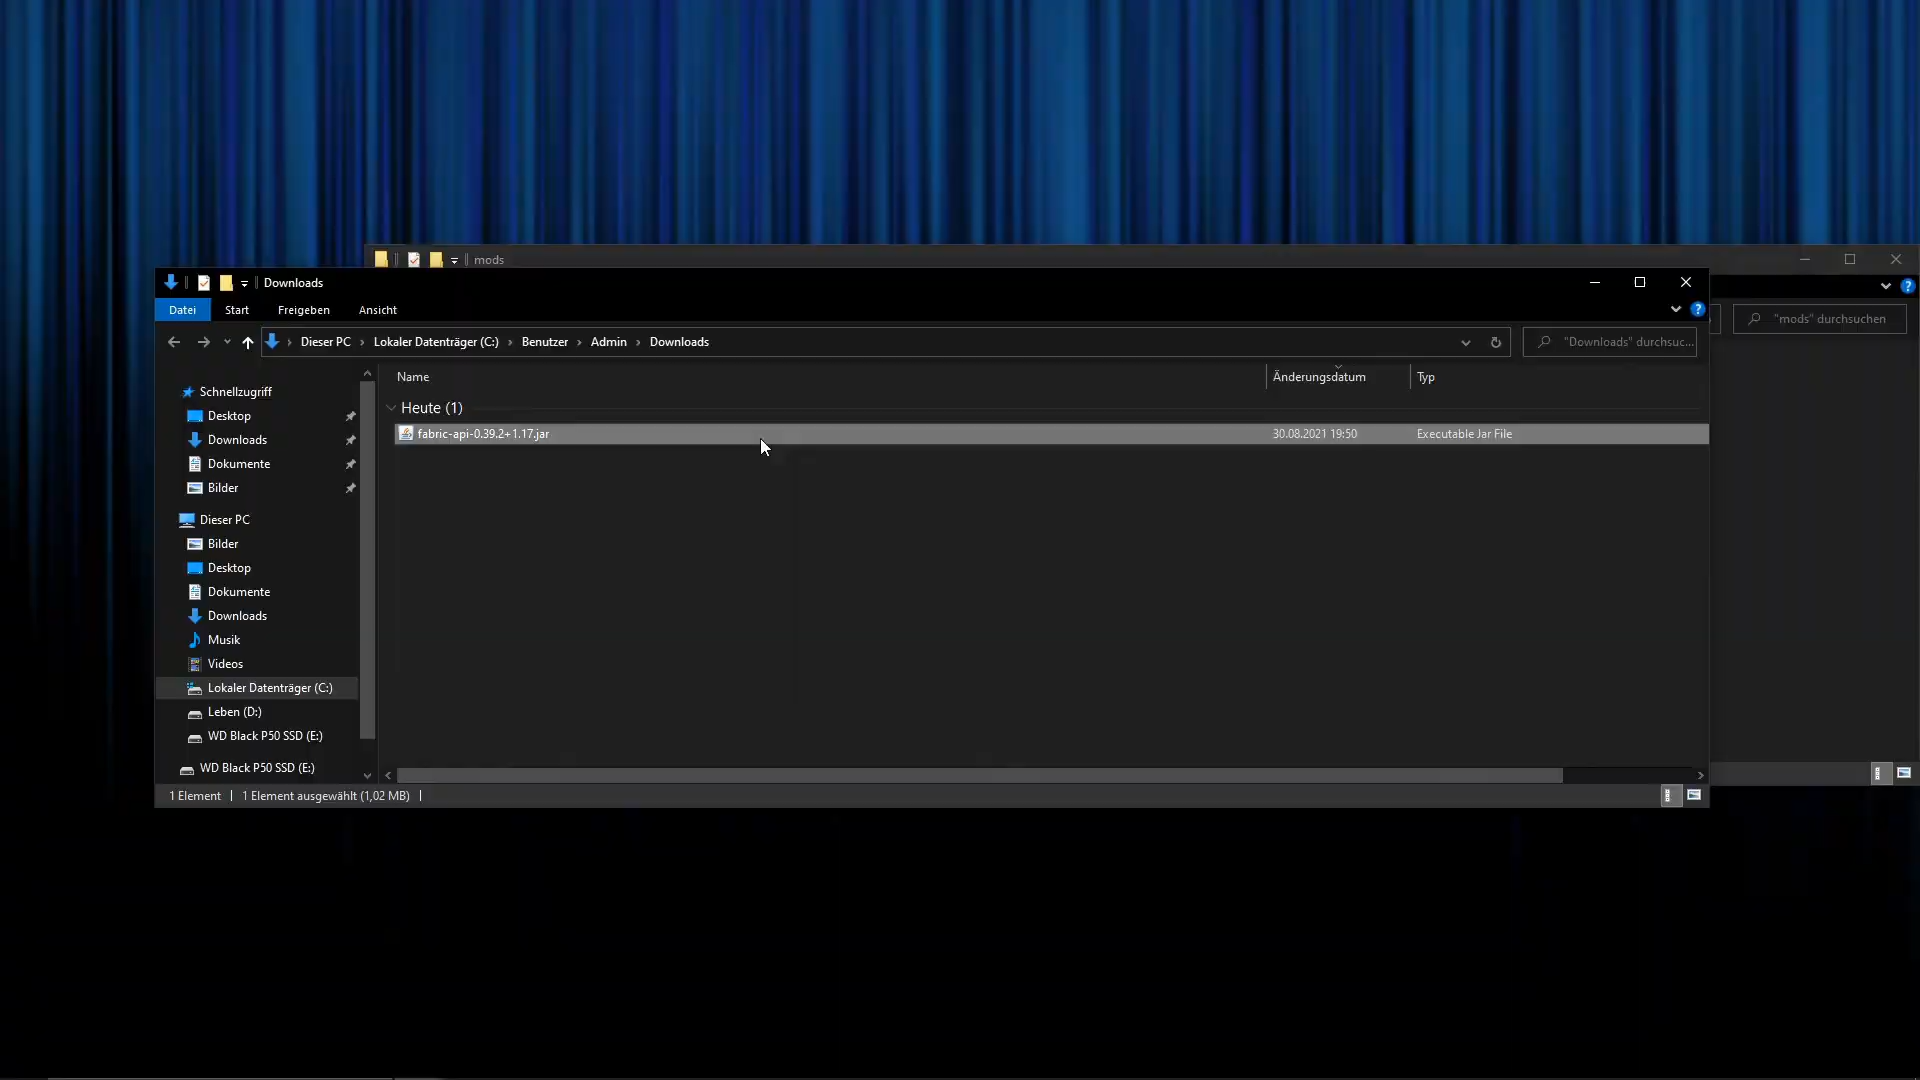 mods
"mods" durchsuchen
Downloads
Datei Start Freigeben Ansicht
Dieser PC Lokaler Datenträger (C:) Benutzer Admin Downloads
"Downloads" durchsuc...
Name Änderungsdatum Typ
Heute (1)
fabric-api-0.39.2+1.17.jar 30.08.2021 19:50 Executable Jar File
Schnellzugriff
Desktop
Downloads
Dokumente
Bilder
Dieser PC
Bilder
Desktop
Dokumente
Downloads
Musik
Videos
Lokaler Datenträger (C:)
Leben (D:)
WD Black P50 SSD (E:)
WD Black P50 SSD (E:)
1 Element 1 Element ausgewählt (1,02 MB)